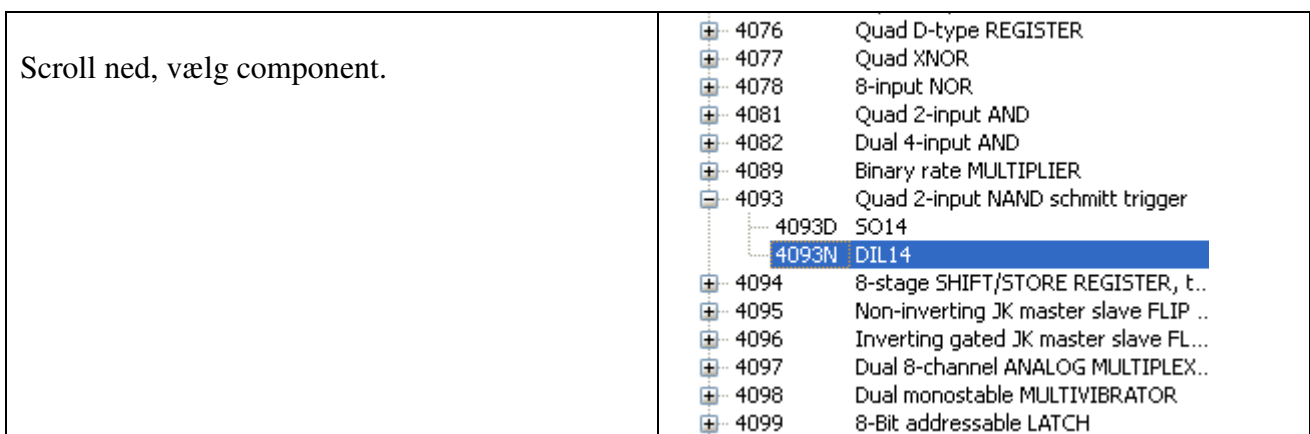 Scroll ned, vælg component.
4076 Quad D-type REGISTER
4077 Quad XNOR
4078 8-input NOR
4081 Quad 2-input AND
4082 Dual 4-input AND
4089 Binary rate MULTIPLIER
4093 Quad 2-input NAND schmitt trigger
4093D SO14
4093N DIL14
4094 8-stage SHIFT/STORE REGISTER, t..
4095 Non-inverting JK master slave FLIP ..
4096 Inverting gated JK master slave FL...
4097 Dual 8-channel ANALOG MULTIPLEX..
4098 Dual monostable MULTIVIBRATOR
4099 8-Bit addressable LATCH